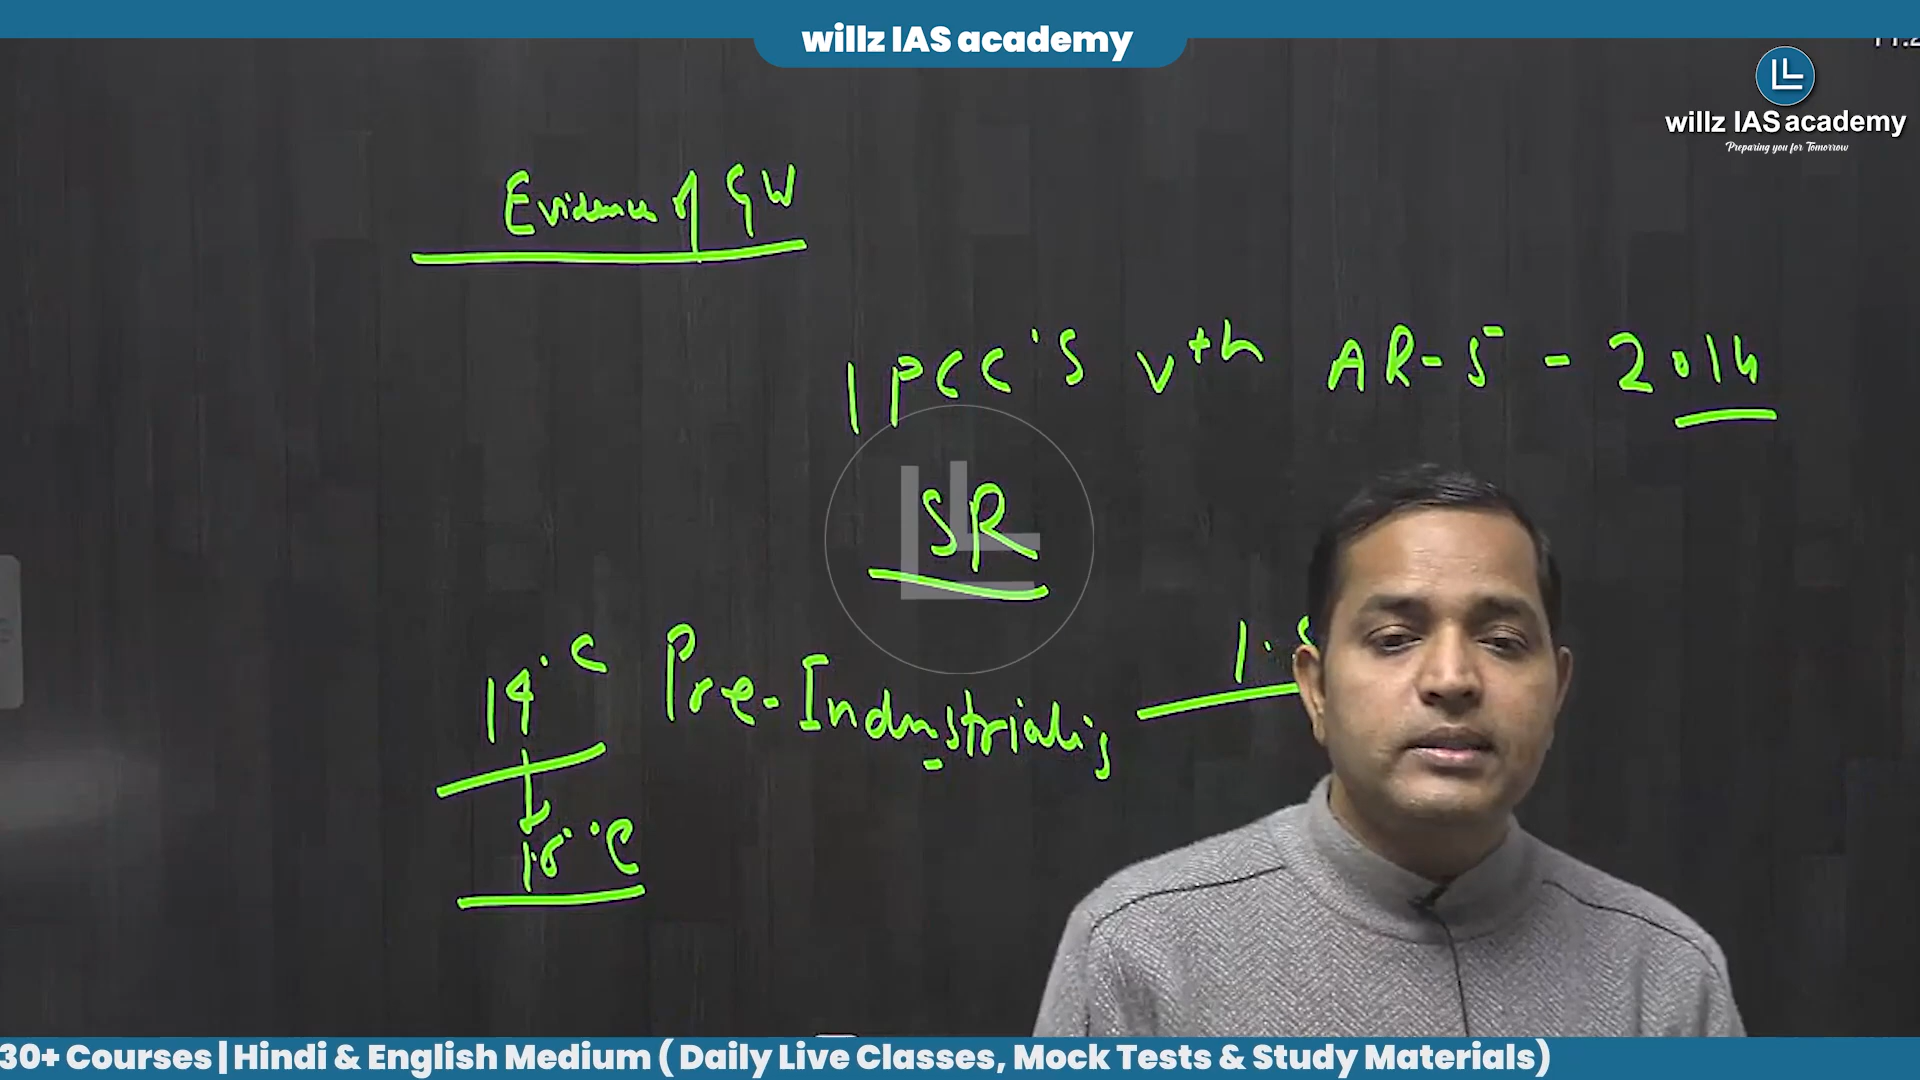 willz IAS academy
willz IAS academy
Preparing you for Tomorrow
Evidence of GW
IPCC'S Vth AR-5 - 2014
SR
14°C Pre-Industrialis
30+ Courses | Hindi & English Medium ( Daily Live Classes, Mock Tests & Study Materials)